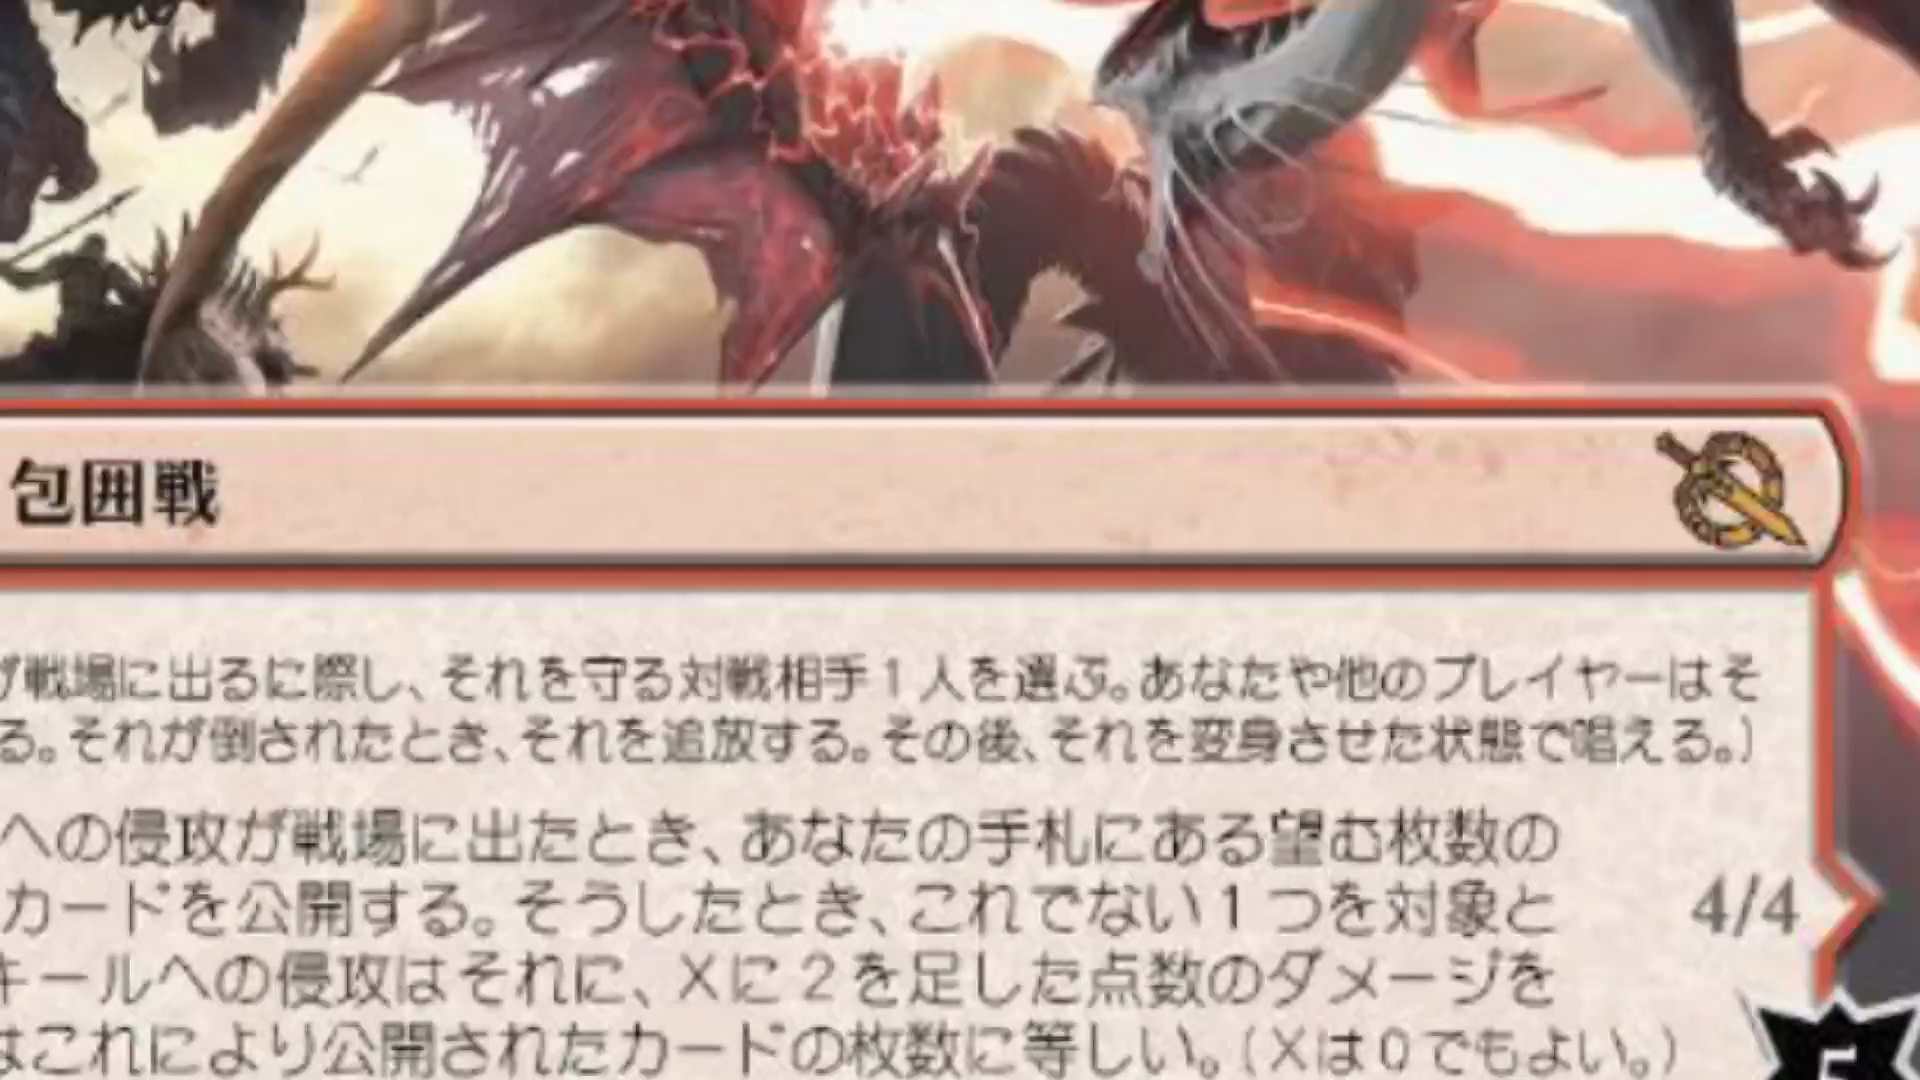 包囲戦
が戦場に出るに際し、それを守る対戦相手1人を選ぶ。あなたや他のプレイヤーはそ
る。それが倒されたとき、それを追放する。その後、それを変身させた状態で唱える。）
への侵攻が戦場に出たとき、あなたの手札にある望む枚数の
カードを公開する。そうしたとき、これでない1つを対象と
4/4
キールへの侵攻はそれに、Xに2を足した点数のダメージを
はこれにより公開されたカードの枚数に等しい。（Xは0でもよい。）
5